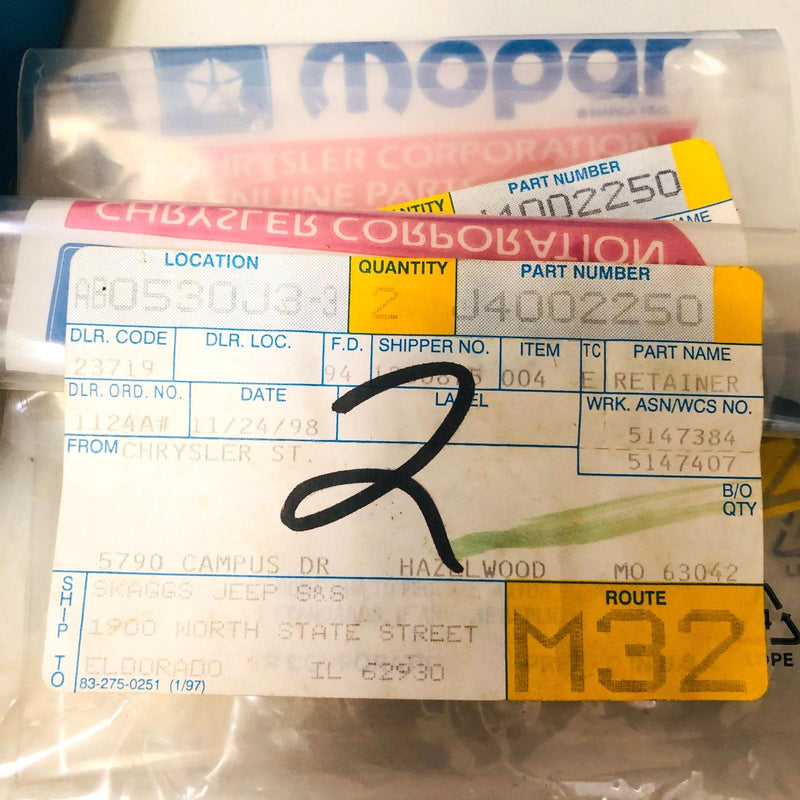 mopar
CHRYSLER CORPORATION
GENUINE PARTS
QUANTITY
PART NUMBER
J4002250
CHRYSLER CORPORATION
LOCATION
QUANTITY
PART NUMBER
AB0530J3-3
2
J4002250
DLR. CODE
DLR. LOC.
F.D.
SHIPPER NO.
ITEM
TC
PART NAME
23719
94
004
E
RETAINER
DLR. ORD. NO.
DATE
LABEL
WRK. ASN/WCS NO.
1124A#
11/24/98
5147384
5147407
2
FROM
CHRYSLER ST.
B/O
QTY
5790 CAMPUS DR
HAZELWOOD
MO 63042
SHIP TO
SKAGGS JEEP S&S
1900 NORTH STATE STREET
ELDORADO
IL 62930
83-275-0251 (1/97)
ROUTE
M32